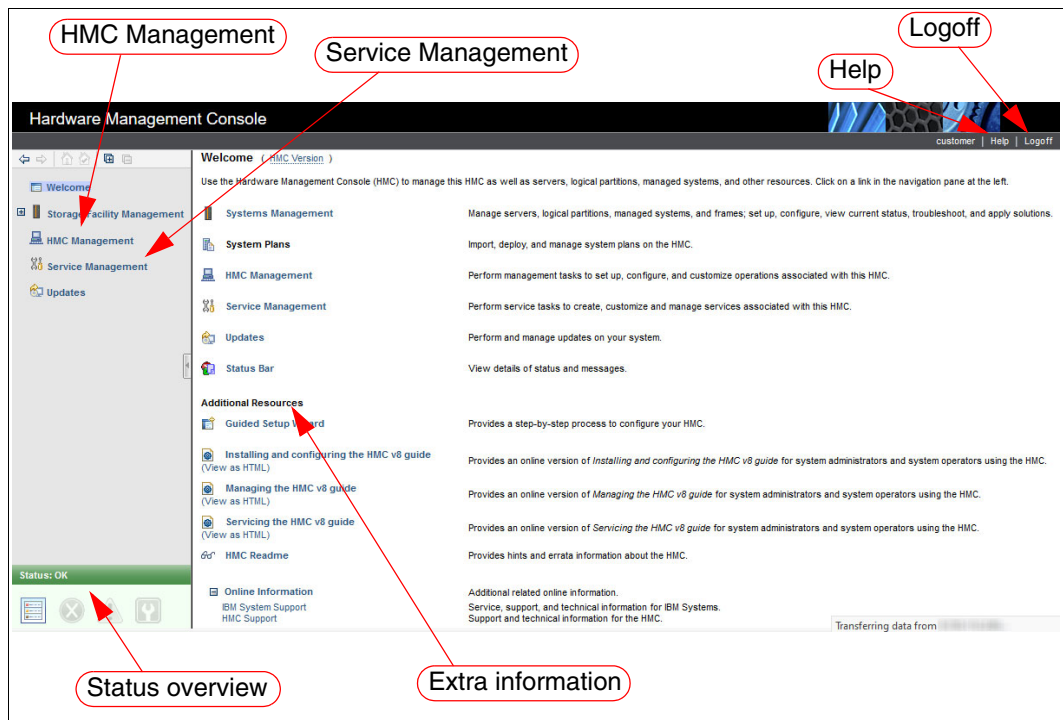 HMC Management
Service Management
Logoff
Help
Hardware Management Console
customer | Help | Logoff
Welcome ( HMC Version )
Use the Hardware Management Console (HMC) to manage this HMC as well as servers, logical partitions, managed systems, and other resources. Click on a link in the navigation pane at the left.
Welcome
Storage Facility Management
HMC Management
Service Management
Updates
Systems Management Manage servers, logical partitions, managed systems, and frames; set up, configure, view current status, troubleshoot, and apply solutions.
System Plans Import, deploy, and manage system plans on the HMC.
HMC Management Perform management tasks to set up, configure, and customize operations associated with this HMC.
Service Management Perform service tasks to create, customize and manage services associated with this HMC.
Updates Perform and manage updates on your system.
Status Bar View details of status and messages.
Additional Resources
Guided Setup Wizard Provides a step-by-step process to configure your HMC.
Installing and configuring the HMC v8 guide Provides an online version of Installing and configuring the HMC v8 guide for system administrators and system operators using the HMC.
(View as HTML)
Managing the HMC v8 guide Provides an online version of Managing the HMC v8 guide for system administrators and system operators using the HMC.
(View as HTML)
Servicing the HMC v8 guide Provides an online version of Servicing the HMC v8 guide for system administrators and system operators using the HMC.
(View as HTML)
HMC Readme Provides hints and errata information about the HMC.
Online Information Additional related online information.
IBM System Support Service, support, and technical information for IBM Systems.
HMC Support Support and technical information for the HMC.
Status: OK
Transferring data from
Status overview
Extra information